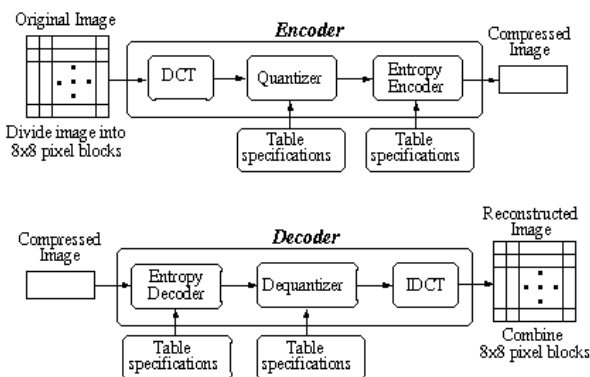 Original Image
Encoder
Compressed
Image
DCT
Quantizer
Entropy
Encoder
Divide image into
8x8 pixel blocks
Table
specifications
Table
specifications
Reconstructed
Image
Compressed
Image
Decoder
Entropy
Decoder
Dequantizer
IDCT
Combine
8x8 pixel blocks
Table
specifications
Table
specifications